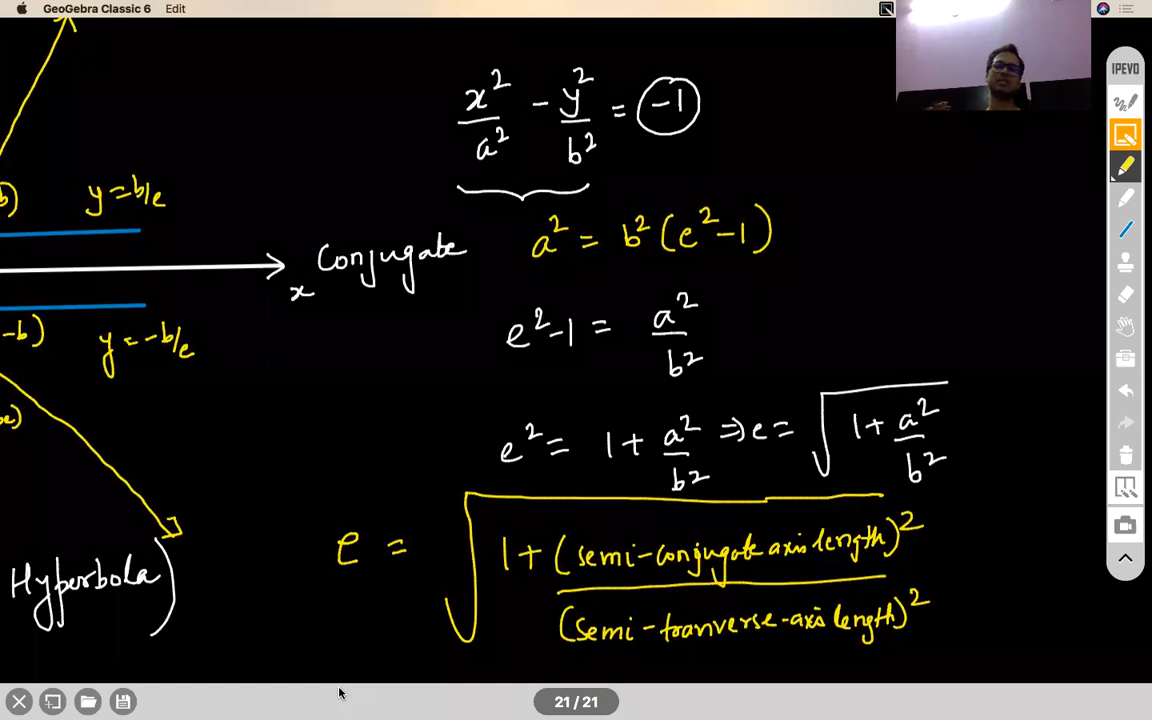 GeoGebra Classic 6 Edit
IPEVO
x²/a² - y²/b² = -1
b)
y = b/e
a² = b²(e²-1)
x Conjugate
-b)
y = -b/e
e²-1 = a²/b²
e)
e² = 1 + a²/b² ⇒ e = √(1 + a²/b²)
e = √(1 + (semi-conjugate axis length)²/(semi-tranverse-axis length)²)
Hyperbola)
21 / 21